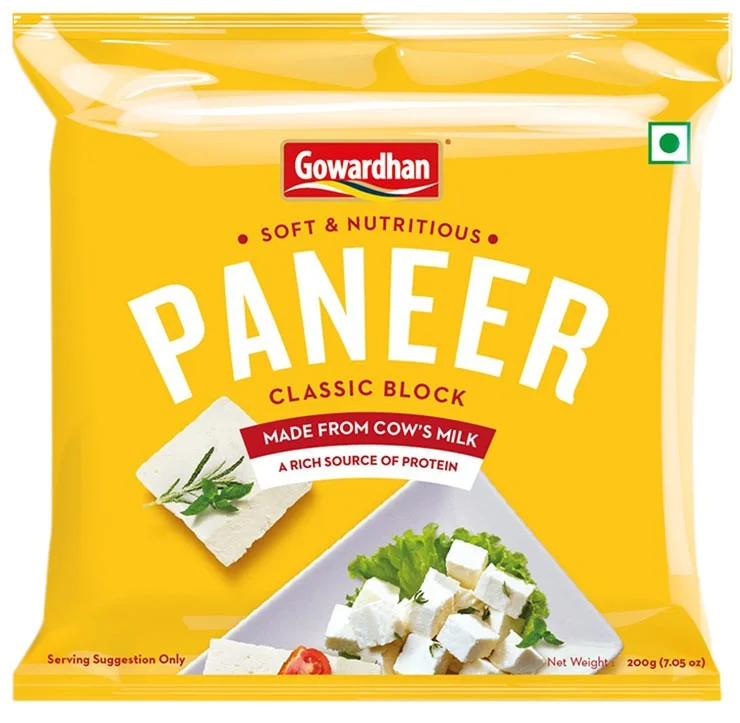 Gowardhan
• SOFT & NUTRITIOUS •
PANEER
CLASSIC BLOCK
MADE FROM COW'S MILK
A RICH SOURCE OF PROTEIN
Serving Suggestion Only
Net Weight: 200g (7.05 oz)